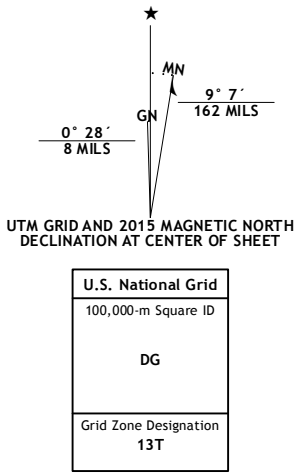 ★
MN
GN
9° 7´
162 MILS
0° 28´
8 MILS
UTM GRID AND 2015 MAGNETIC NORTH
DECLINATION AT CENTER OF SHEET
U.S. National Grid
100,000-m Square ID
DG
Grid Zone Designation
13T